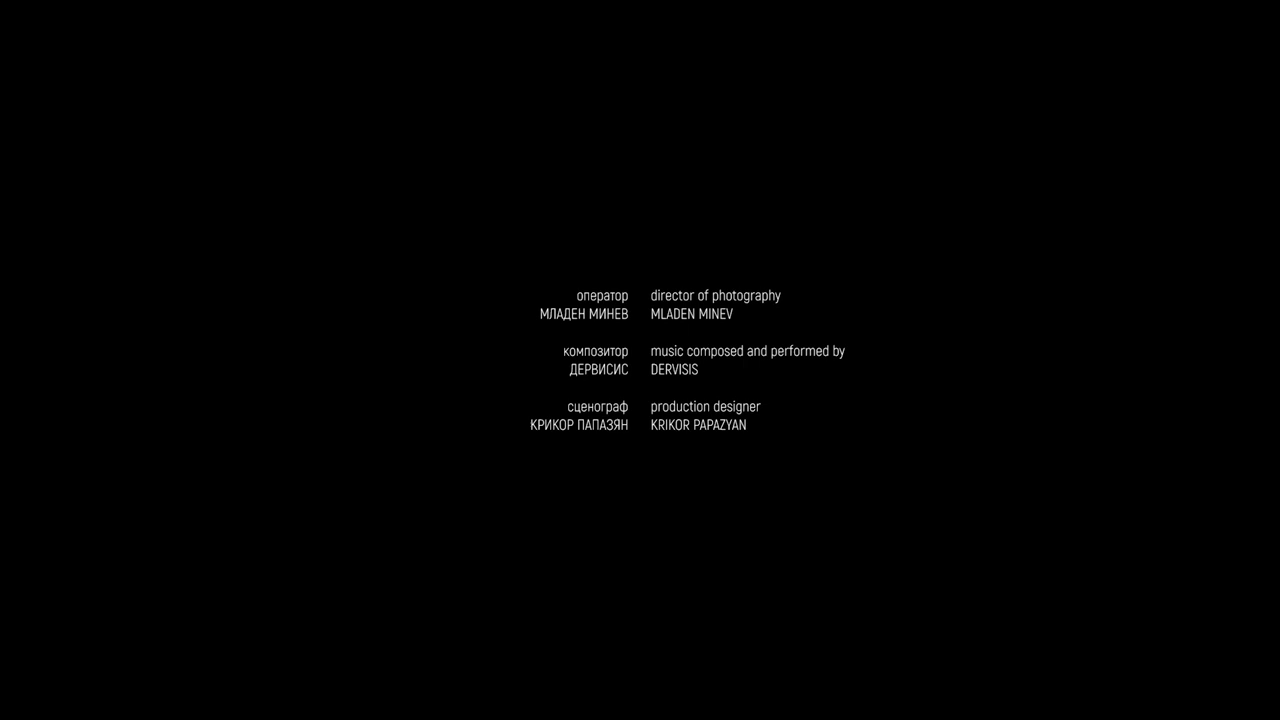 оператор director of photography
МЛАДЕН МИНЕВ MLADEN MINEV
композитор music composed and performed by
ДЕРВИСИС DERVISIS
сценограф production designer
КРИКОР ПАПАЗЯН KRIKOR PAPAZYAN